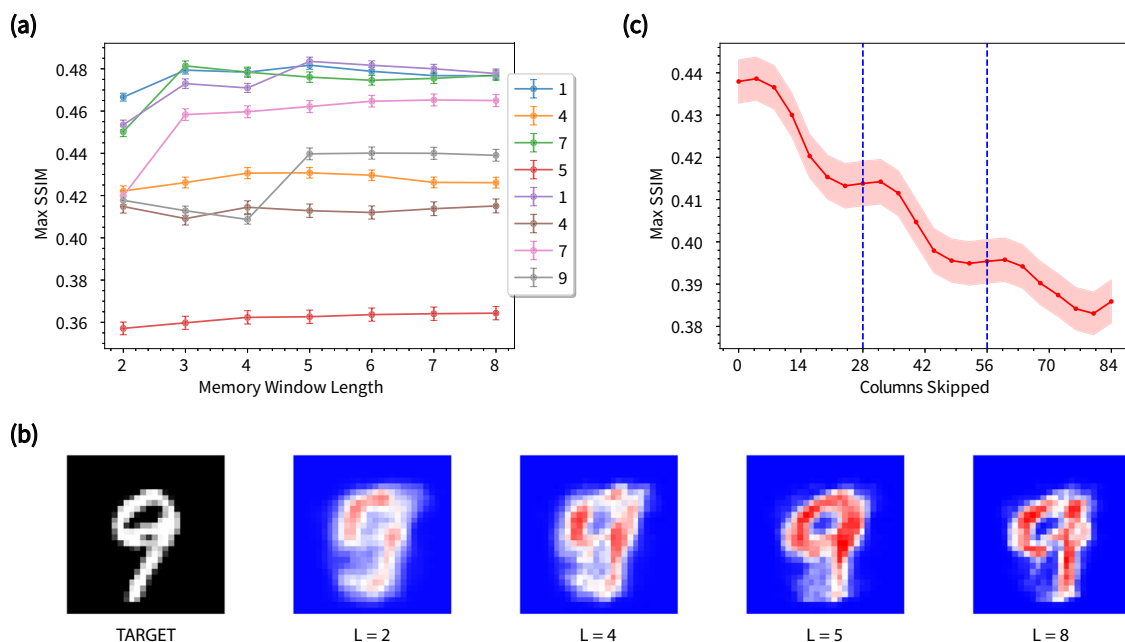 (a)
Max SSIM
0.48
0.46
0.44
0.42
0.40
0.38
0.36
2 3 4 5 6 7 8
Memory Window Length
1
4
7
5
1
4
7
9
(c)
Max SSIM
0.44
0.43
0.42
0.41
0.40
0.39
0.38
0 14 28 42 56 70 84
Columns Skipped
(b)
TARGET L = 2 L = 4 L = 5 L = 8